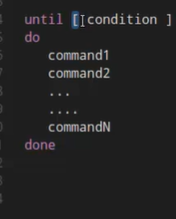 until [ condition ]
do
command1
command2
...
....
commandN
done